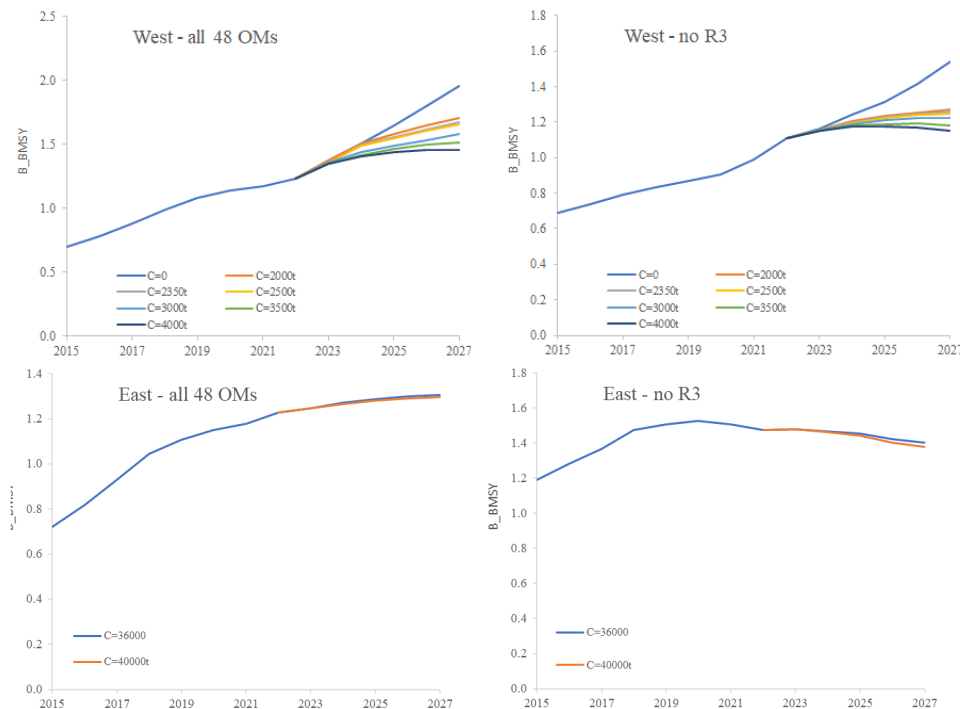 West - all 48 OMs
B_BMSY
2.5
2.0
1.5
1.0
0.5
0.0
C=0 C=2000t
C=2350t C=2500t
C=3000t C=3500t
C=4000t
2015 2017 2019 2021 2023 2025 2027
West - no R3
B_BMSY
1.8
1.6
1.4
1.2
1.0
0.8
0.6
0.4
0.2
0.0
C=0 C=2000t
C=2350t C=2500t
C=3000t C=3500t
C=4000t
2015 2017 2019 2021 2023 2025 2027
East - all 48 OMs
1.4
1.2
1.0
0.8
0.6
0.4
0.2
0.0
C=36000
C=40000t
2015 2017 2019 2021 2023 2025 2027
East - no R3
B_BMSY
1.8
1.6
1.4
1.2
1.0
0.8
0.6
0.4
0.2
0.0
C=36000
C=40000t
2015 2017 2019 2021 2023 2025 2027